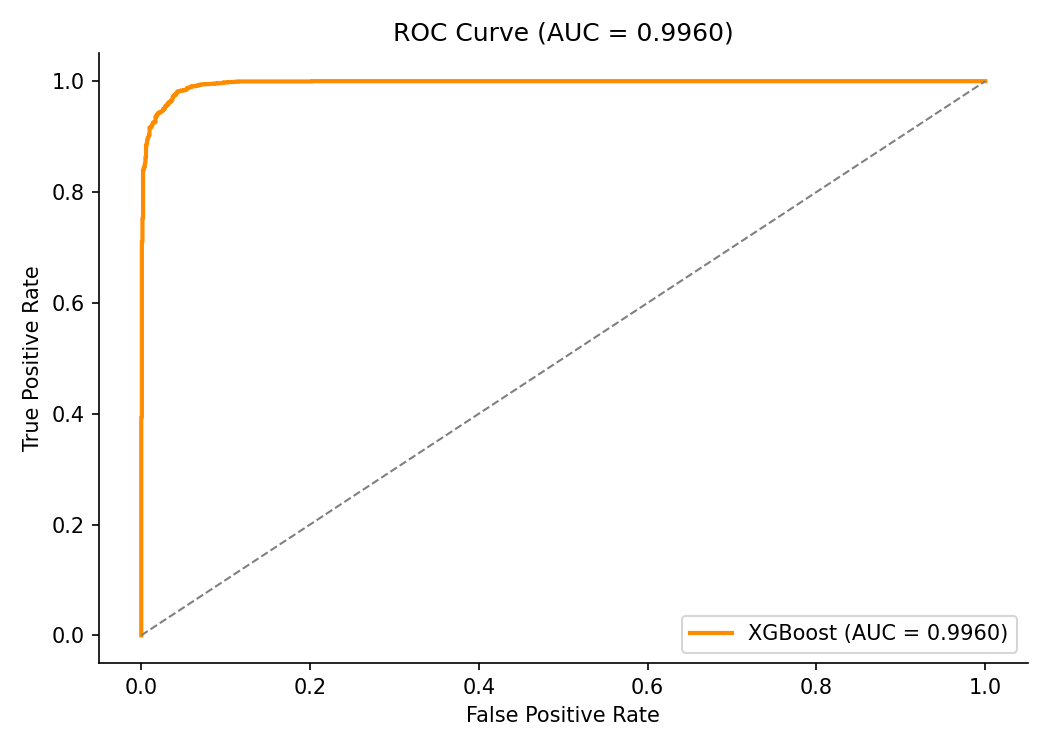 ROC Curve (AUC = 0.9960)
True Positive Rate
1.0
0.8
0.6
0.4
0.2
0.0
XGBoost (AUC = 0.9960)
0.0 0.2 0.4 0.6 0.8 1.0
False Positive Rate